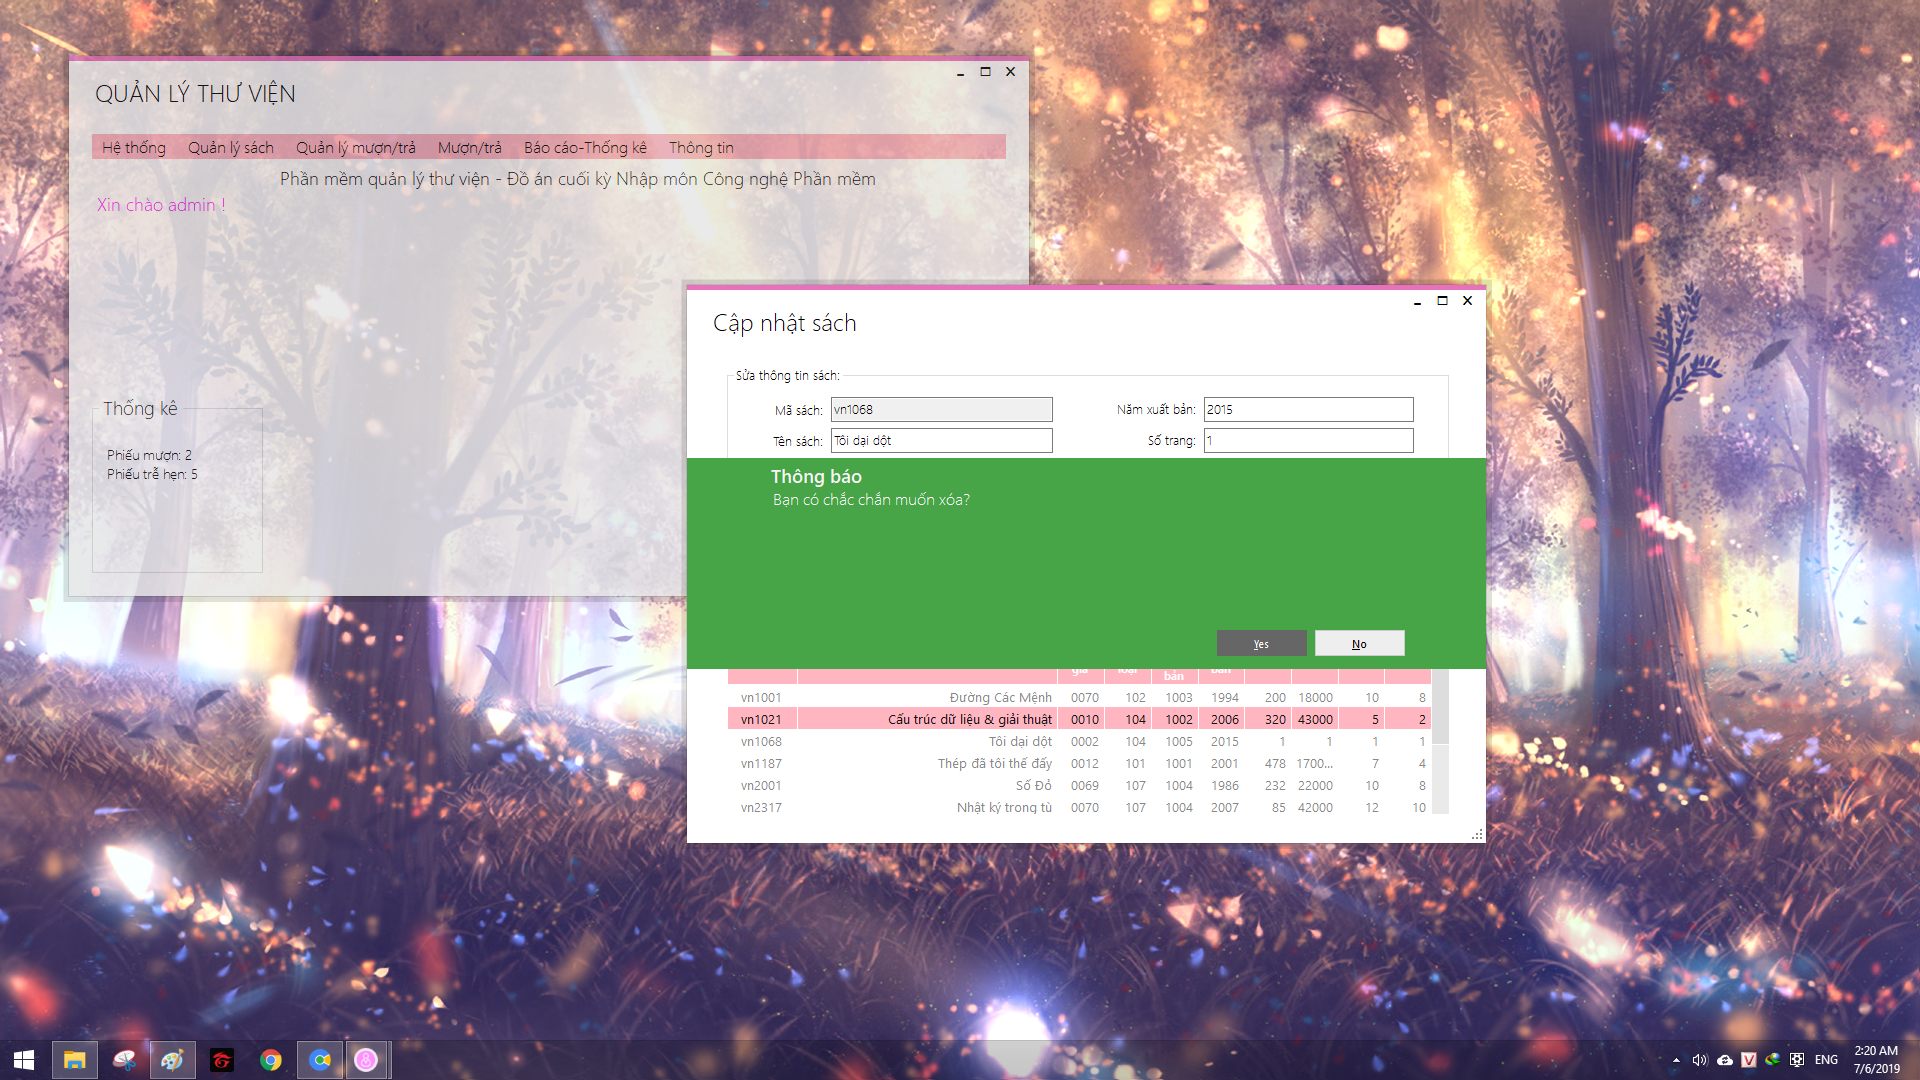 QUẢN LÝ THƯ VIỆN
Hệ thống Quản lý sách Quản lý mượn/trả Mượn/trả Báo cáo-Thống kê Thông tin
Phần mềm quản lý thư viện - Đồ án cuối kỳ Nhập môn Công nghệ Phần mềm
Xin chào admin !
Thống kê
Phiếu mượn: 2
Phiếu trễ hẹn: 5
Cập nhật sách
Sửa thông tin sách:
Mã sách: vn1068 Năm xuất bản: 2015
Tên sách: Tôi dại dột Số trang: 1
Thông báo
Bạn có chắc chắn muốn xóa?
Yes No
bản
vn1001 Đường Các Mệnh 0070 102 1003 1994 200 18000 10 8
vn1021 Cấu trúc dữ liệu & giải thuật 0010 104 1002 2006 320 43000 5 2
vn1068 Tôi dại dột 0002 104 1005 2015 1 1 1 1
vn1187 Thép đã tôi thế đấy 0012 101 1001 2001 478 1700... 7 4
vn2001 Số Đỏ 0069 107 1004 1986 232 22000 10 8
vn2317 Nhật ký trong tù 0070 107 1004 2007 85 42000 12 10
ENG
2:20 AM
7/6/2019